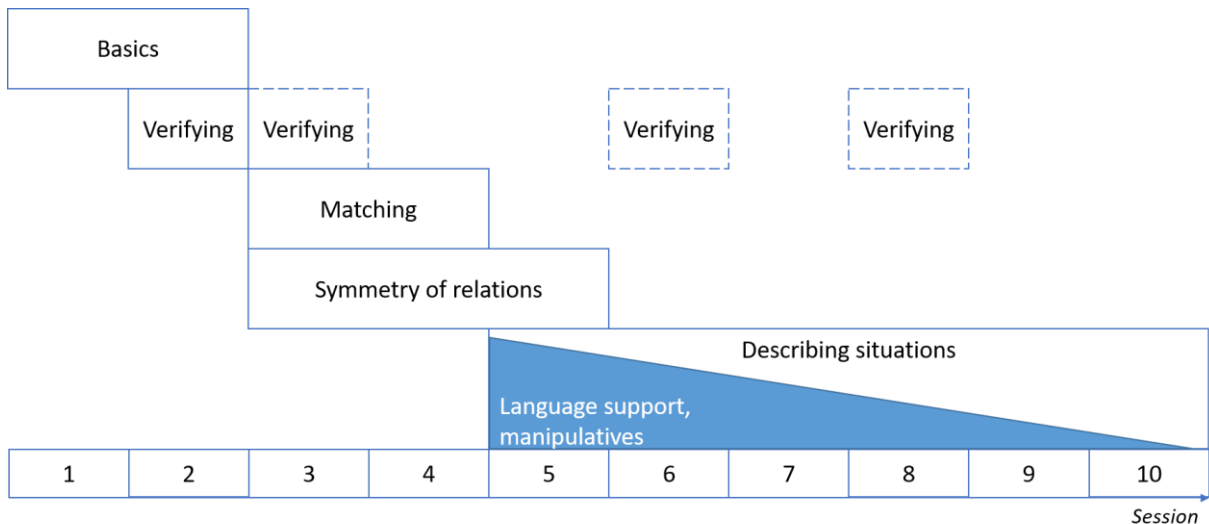 Basics
Verifying
Verifying
Verifying
Verifying
Matching
Symmetry of relations
Describing situations
Language support,
manipulatives
1
2
3
4
5
6
7
8
9
10
Session